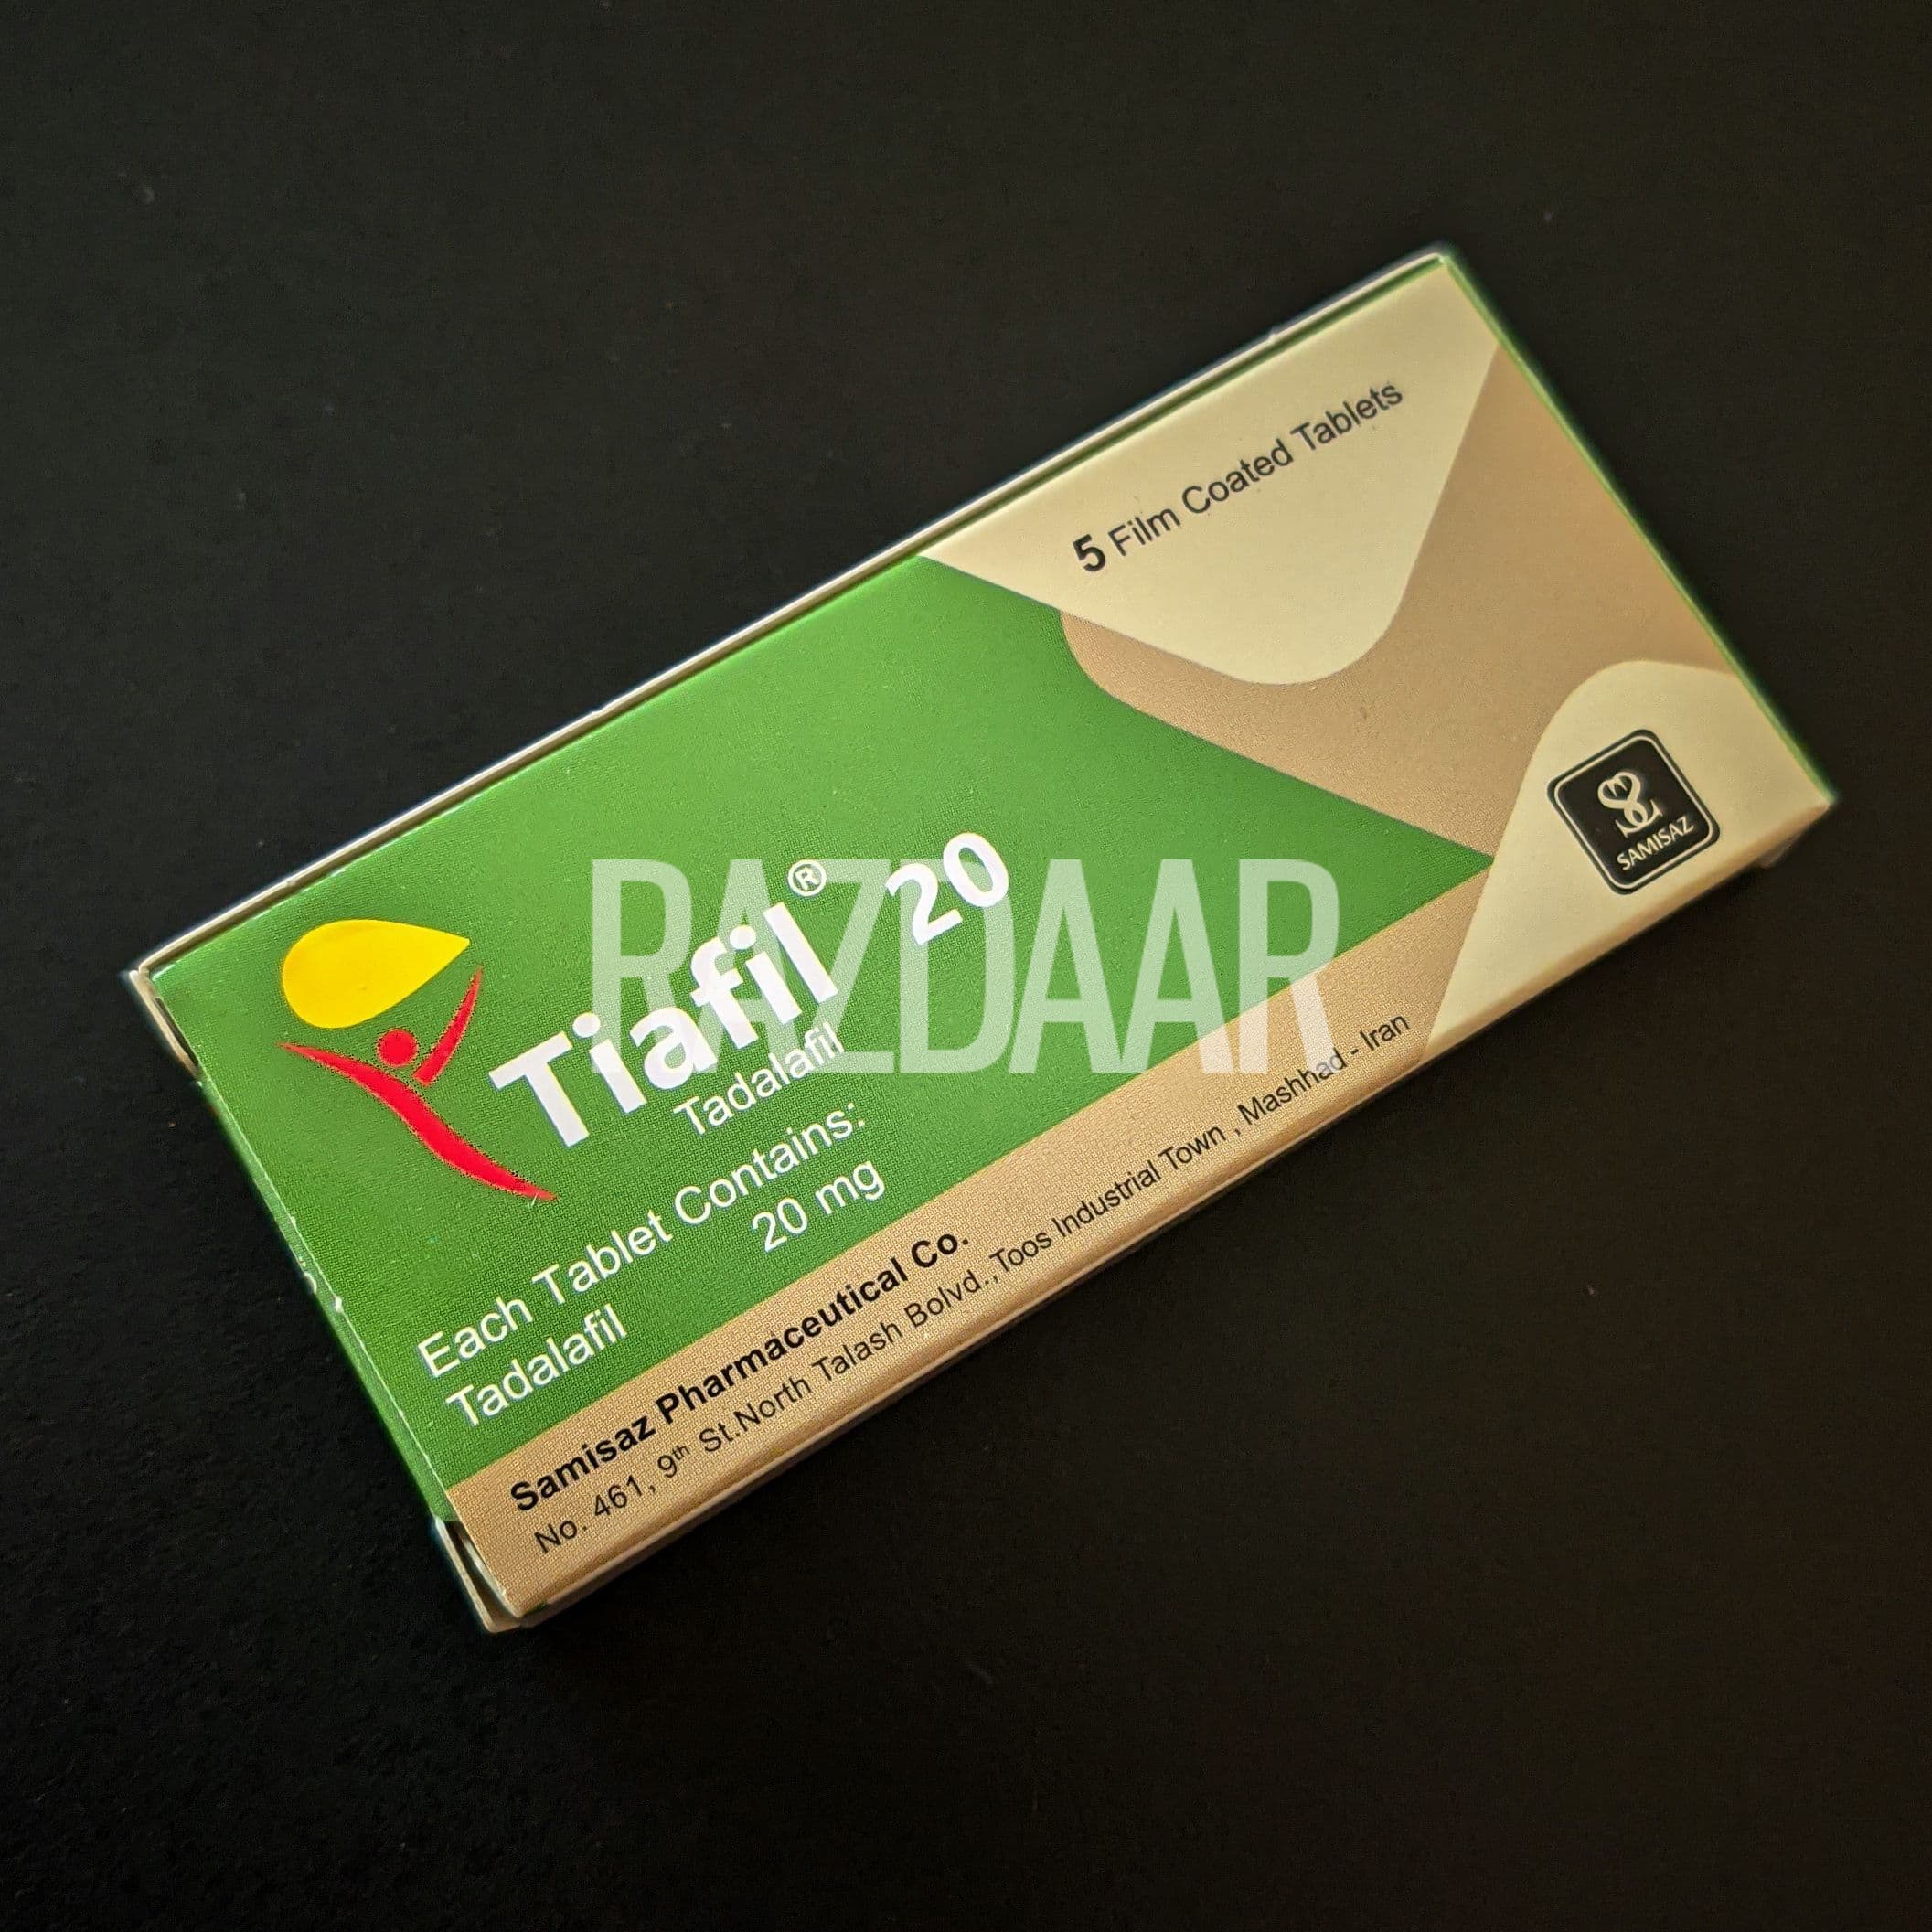 5 Film Coated Tablets
Tiafil® 20
Tadalafil
Each Tablet Contains:
Tadalafil 20 mg
SAMISAZ
Samisaz Pharmaceutical Co.
No. 461, 9th St.North Talash Bolvd.,Toos Industrial Town , Mashhad - Iran
RAZDAAR